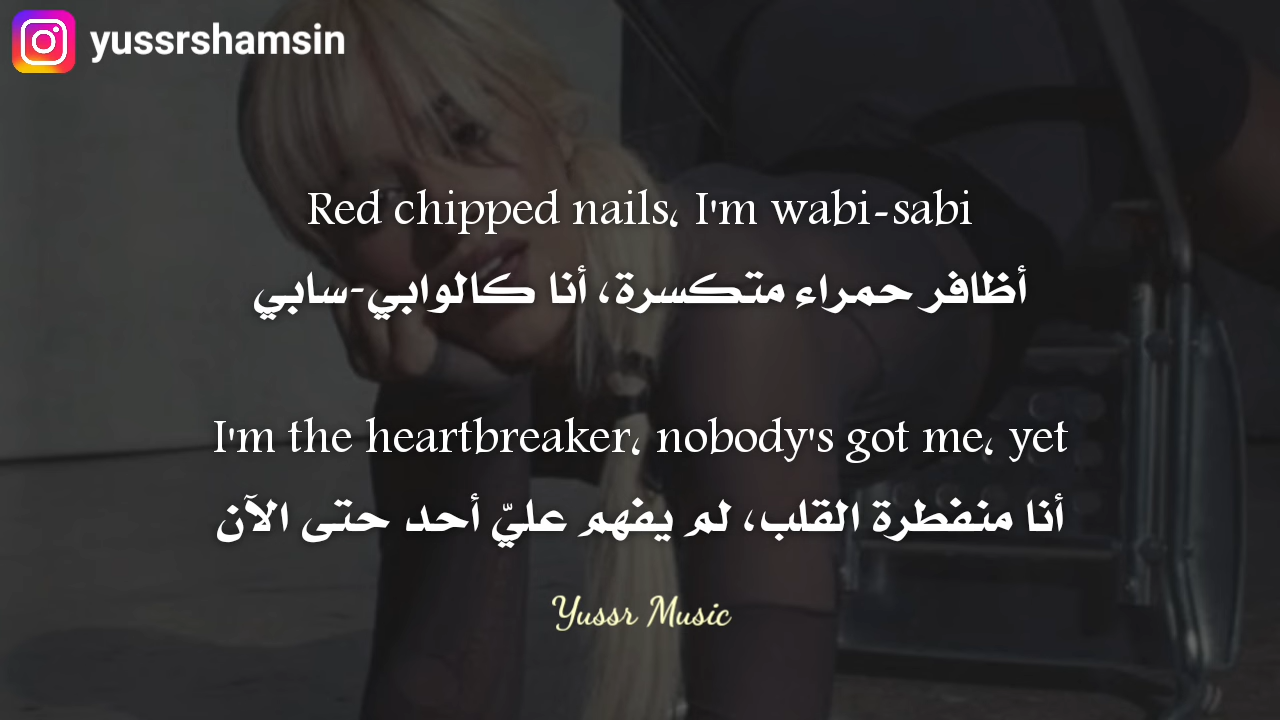 yussrshamsin
Red chipped nails، I'm wabi-sabi
أظافر حمراء متكسرة، أنا كالوابي-سابي
I'm the heartbreaker، nobody's got me، yet
أنا منفطرة القلب، لم يفهم عليّ أحد حتى الآن
Yussr Music